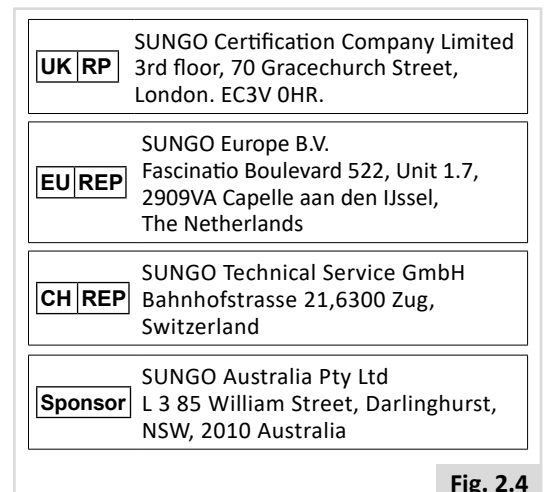 UK RP
SUNGO Certification Company Limited
3rd floor, 70 Gracechurch Street,
London. EC3V 0HR.
EU REP
SUNGO Europe B.V.
Fascinatio Boulevard 522, Unit 1.7,
2909VA Capelle aan den IJssel,
The Netherlands
CH REP
SUNGO Technical Service GmbH
Bahnhofstrasse 21,6300 Zug,
Switzerland
Sponsor
SUNGO Australia Pty Ltd
L 3 85 William Street, Darlinghurst,
NSW, 2010 Australia
Fig. 2.4